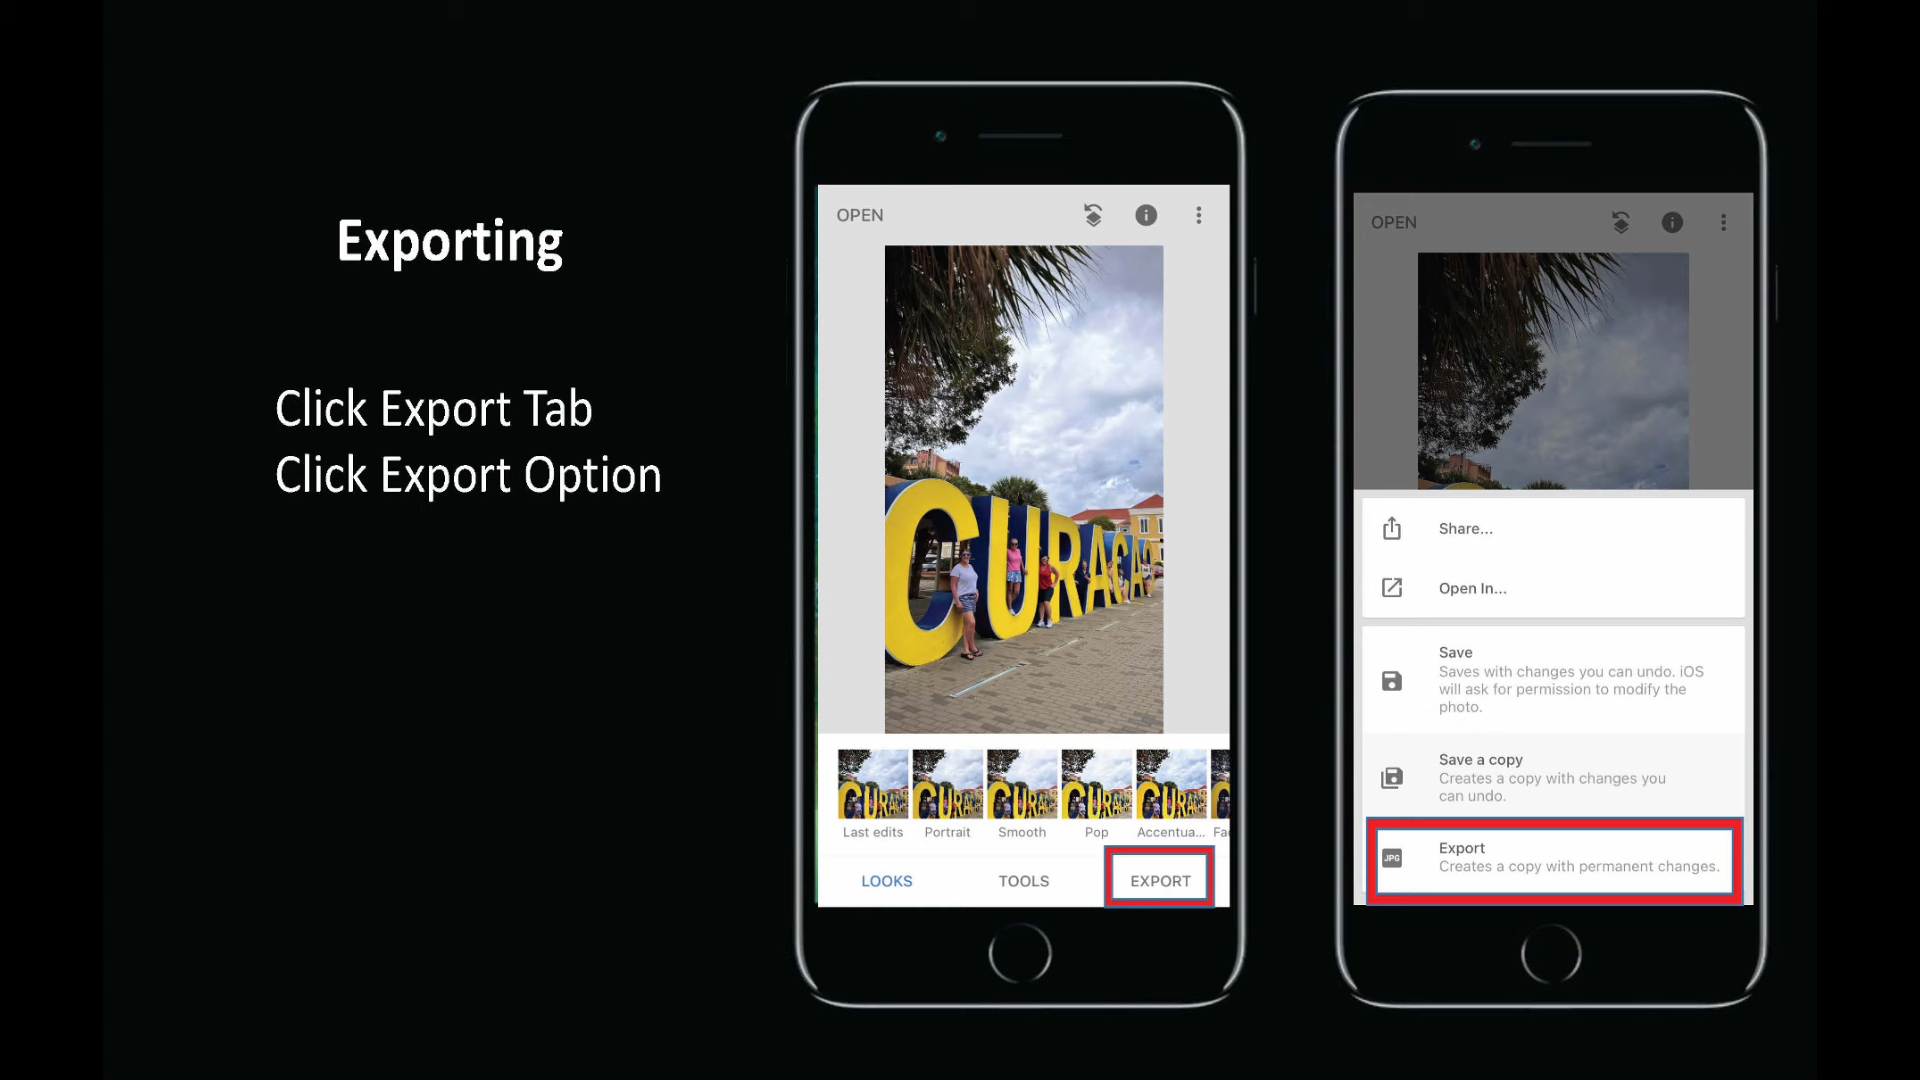 Exporting
Click Export Tab
Click Export Option
OPEN
CURACAO
Last edits
Portrait
Smooth
Pop
Accentua...
LOOKS
TOOLS
EXPORT
OPEN
Share...
Open In...
Save
Saves with changes you can undo. iOS
will ask for permission to modify the
photo.
Save a copy
Creates a copy with changes you
can undo.
JPG
Export
Creates a copy with permanent changes.